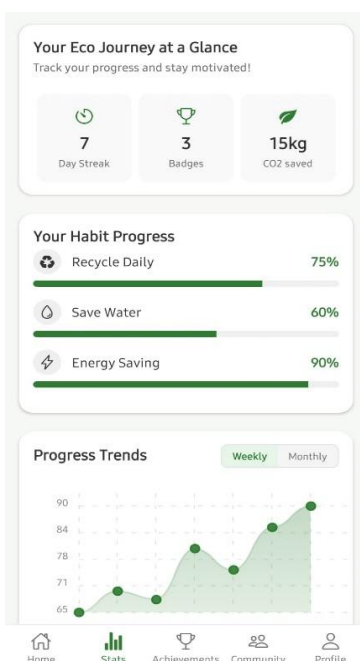 Your Eco Journey at a Glance
Track your progress and stay motivated!
7
3
15kg
Day Streak
Badges
CO2 saved
Your Habit Progress
Recycle Daily
75%
Save Water
60%
Energy Saving
90%
Progress Trends
Weekly
Monthly
90
84
78
71
65
Home
Stats
Achievements
Community
Profile